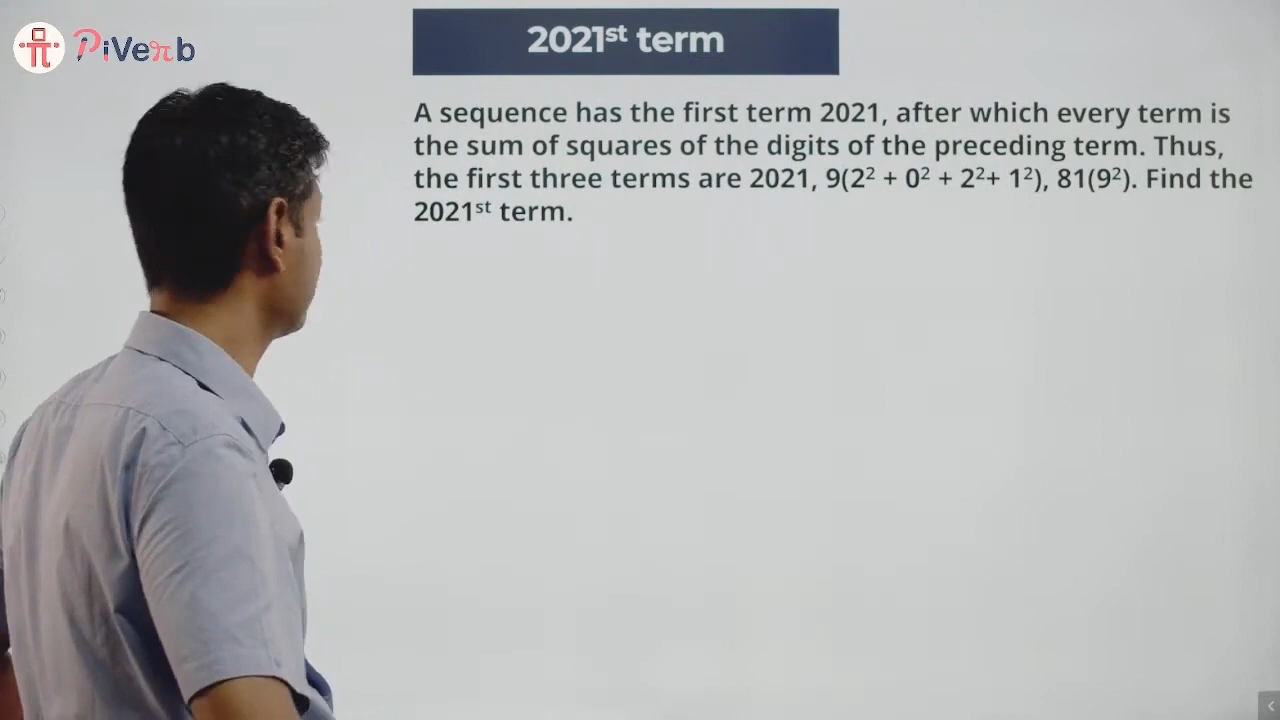 PiVerb
2021ˢᵗ term
A sequence has the first term 2021, after which every term is
the sum of squares of the digits of the preceding term. Thus,
the first three terms are 2021, 9(2² + 0² + 2²+ 1²), 81(9²). Find the
2021ˢᵗ term.